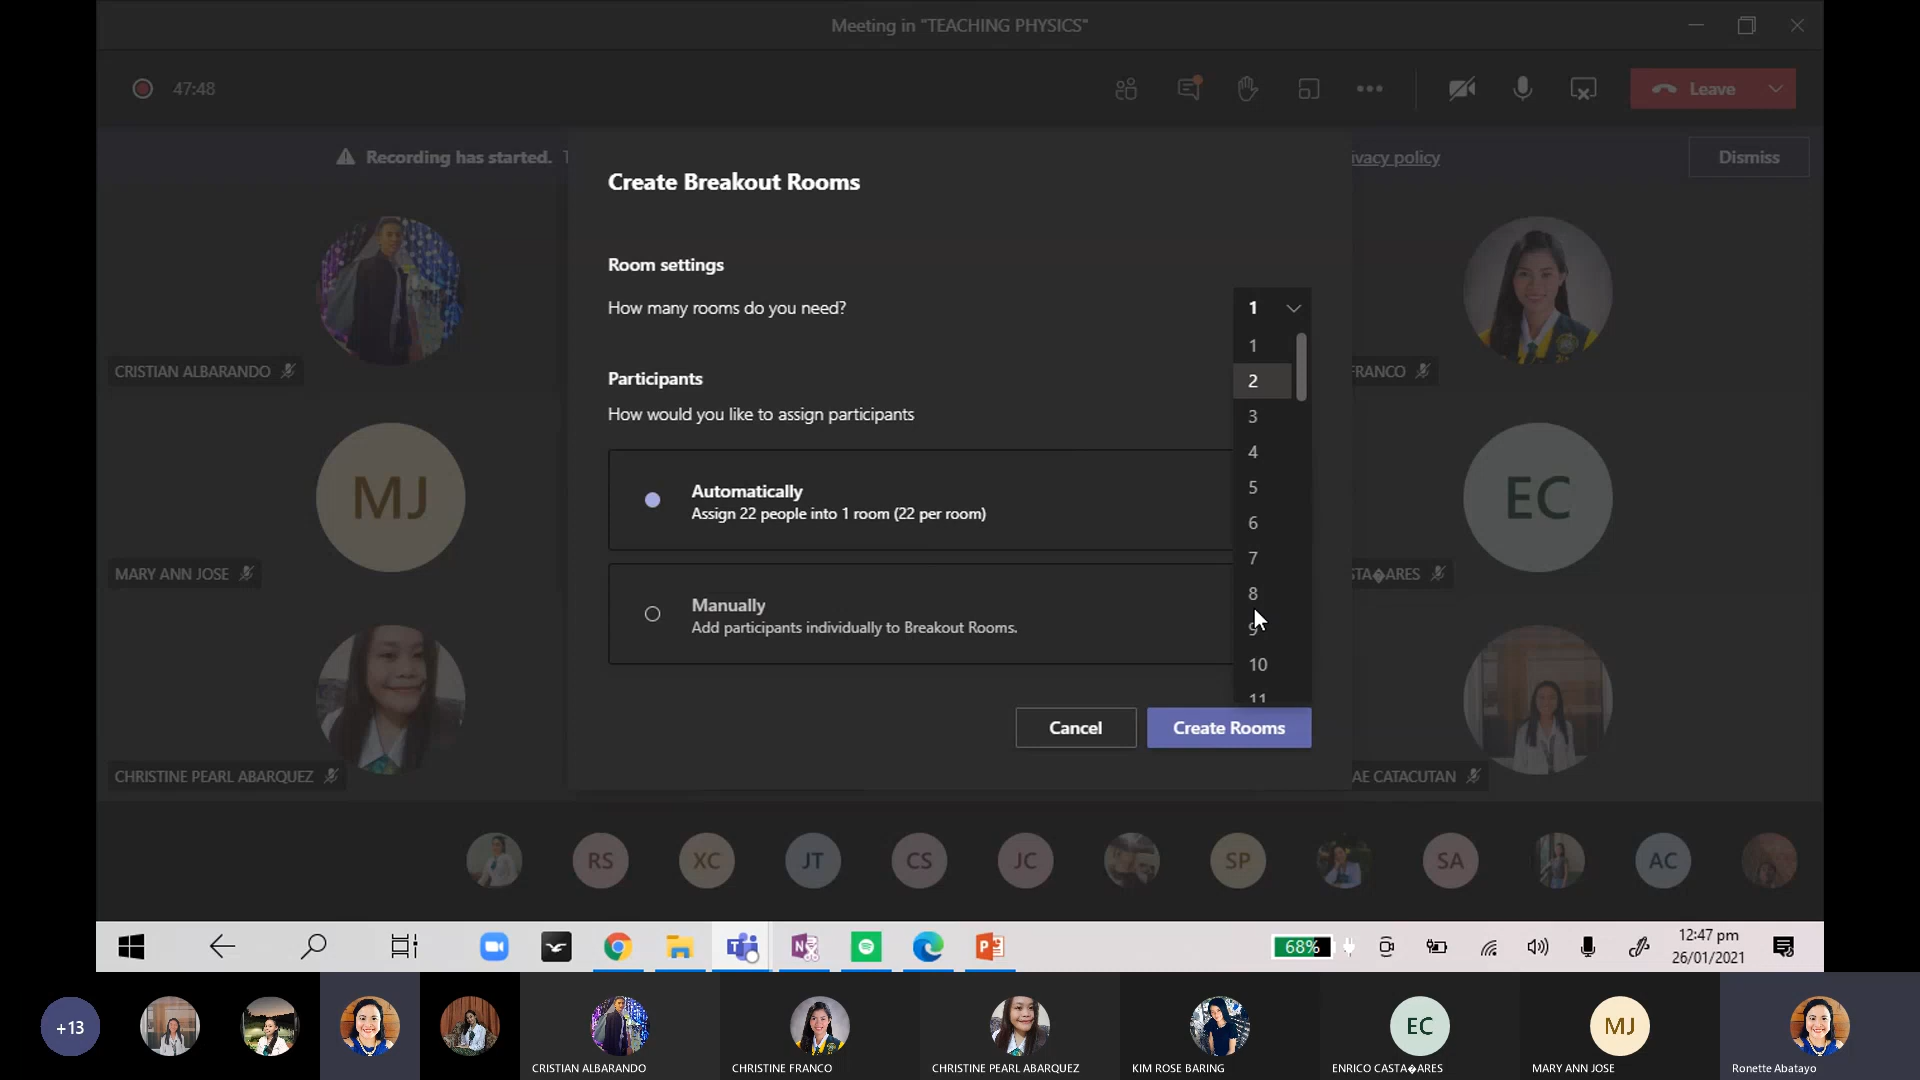 Meeting in "TEACHING PHYSICS"
47:48
Leave
Recording has started.
ivacy policy
Dismiss
Create Breakout Rooms
Room settings
How many rooms do you need?
1
1
2
3
4
5
6
7
8
9
10
11
Participants
How would you like to assign participants
Automatically
Assign 22 people into 1 room (22 per room)
Manually
Add participants individually to Breakout Rooms.
Cancel
Create Rooms
CRISTIAN ALBARANDO
FRANCO
MJ
EC
MARY ANN JOSE
STA�ARES
CHRISTINE PEARL ABARQUEZ
AE CATACUTAN
RS
XC
JT
CS
JC
SP
SA
AC
68%
12:47 pm
26/01/2021
+13
EC
MJ
CRISTIAN ALBARANDO
CHRISTINE FRANCO
CHRISTINE PEARL ABARQUEZ
KIM ROSE BARING
ENRICO CASTA�ARES
MARY ANN JOSE
Ronette Abatayo